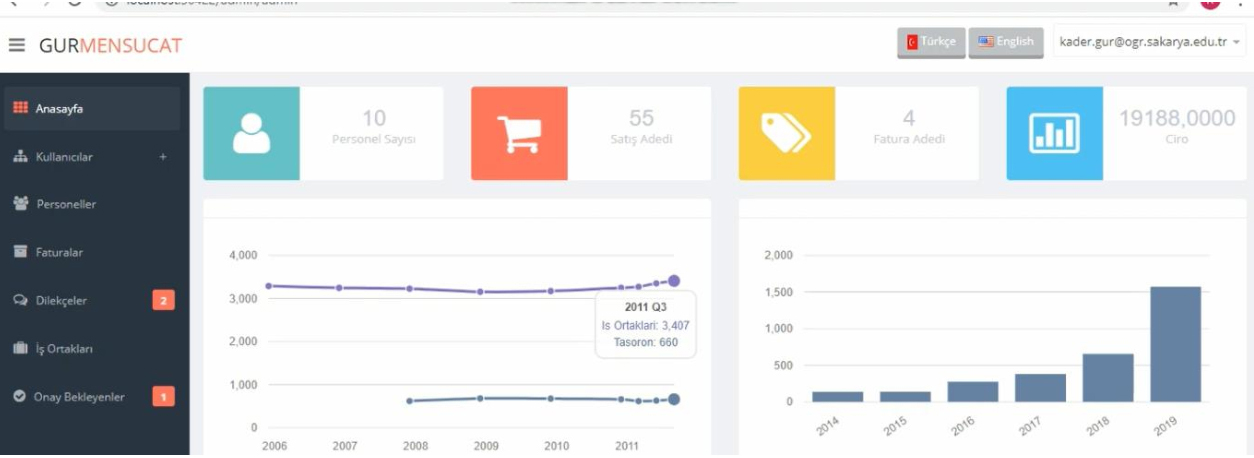 GURMENSUCAT
Türkçe
English
kader.gur@ogr.sakarya.edu.tr
Anasayfa
Kullanıcılar +
Personeller
Faturalar
Dilekçeler 2
İş Ortakları
Onay Bekleyenler 1
10
Personel Sayısı
55
Satış Adedi
4
Fatura Adedi
19188,0000
Ciro
4,000
3,000
2,000
1,000
0
2006 2007 2008 2009 2010 2011
2011 Q3
Is Ortaklari: 3,407
Tasoron: 660
2,000
1,500
1,000
500
0
2014 2015 2016 2017 2018 2019